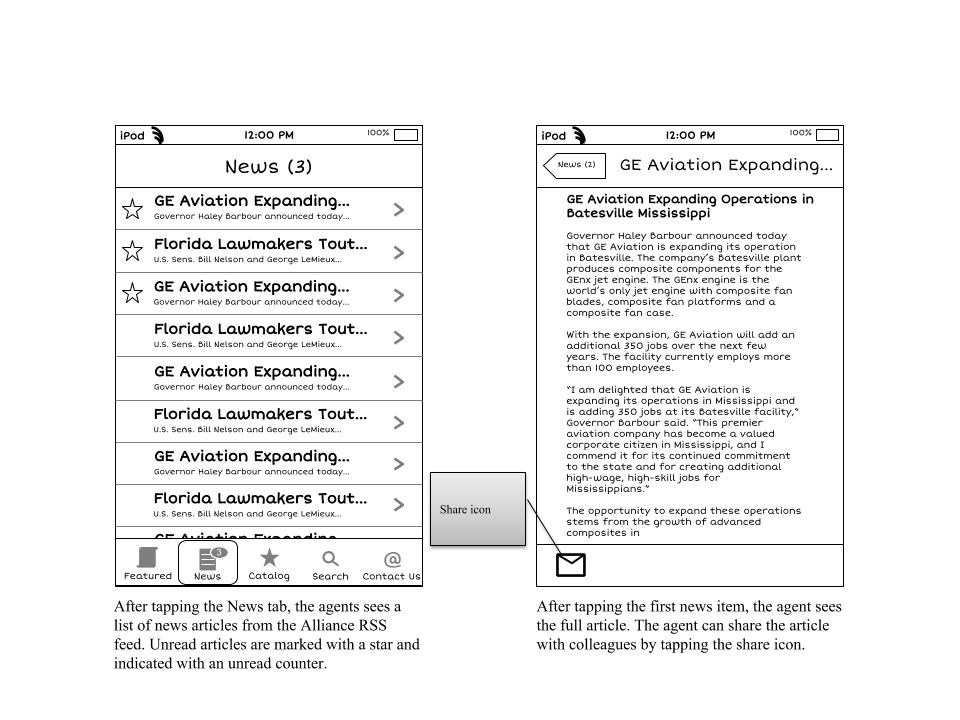 iPod 12:00 PM 100%
News (3)
GE Aviation Expanding...
Governor Haley Barbour announced today...
Florida Lawmakers Tout...
U.S. Sens. Bill Nelson and George LeMieux...
GE Aviation Expanding...
Governor Haley Barbour announced today...
Florida Lawmakers Tout...
U.S. Sens. Bill Nelson and George LeMieux...
GE Aviation Expanding...
Governor Haley Barbour announced today...
Florida Lawmakers Tout...
U.S. Sens. Bill Nelson and George LeMieux...
GE Aviation Expanding...
Governor Haley Barbour announced today...
Florida Lawmakers Tout...
U.S. Sens. Bill Nelson and George LeMieux...
GE Aviation Expanding...
3
@
Featured News Catalog Search Contact Us
After tapping the News tab, the agents sees a
list of news articles from the Alliance RSS
feed. Unread articles are marked with a star and
indicated with an unread counter.
Share icon
iPod 12:00 PM 100%
News (2) GE Aviation Expanding...
GE Aviation Expanding Operations in
Batesville Mississippi
Governor Haley Barbour announced today
that GE Aviation is expanding its operation
in Batesville. The company's Batesville plant
produces composite components for the
GEnx jet engine. The GEnx engine is the
world's only jet engine with composite fan
blades, composite fan platforms and a
composite fan case.
With the expansion, GE Aviation will add an
additional 350 jobs over the next few
years. The facility currently employs more
than 100 employees.
"I am delighted that GE Aviation is
expanding its operations in Mississippi and
is adding 350 jobs at its Batesville facility,"
Governor Barbour said. "This premier
aviation company has become a valued
corporate citizen in Mississippi, and I
commend it for its continued commitment
to the state and for creating additional
high-wage, high-skill jobs for
Mississippians."
The opportunity to expand these operations
stems from the growth of advanced
composites in
After tapping the first news item, the agent sees
the full article. The agent can share the article
with colleagues by tapping the share icon.